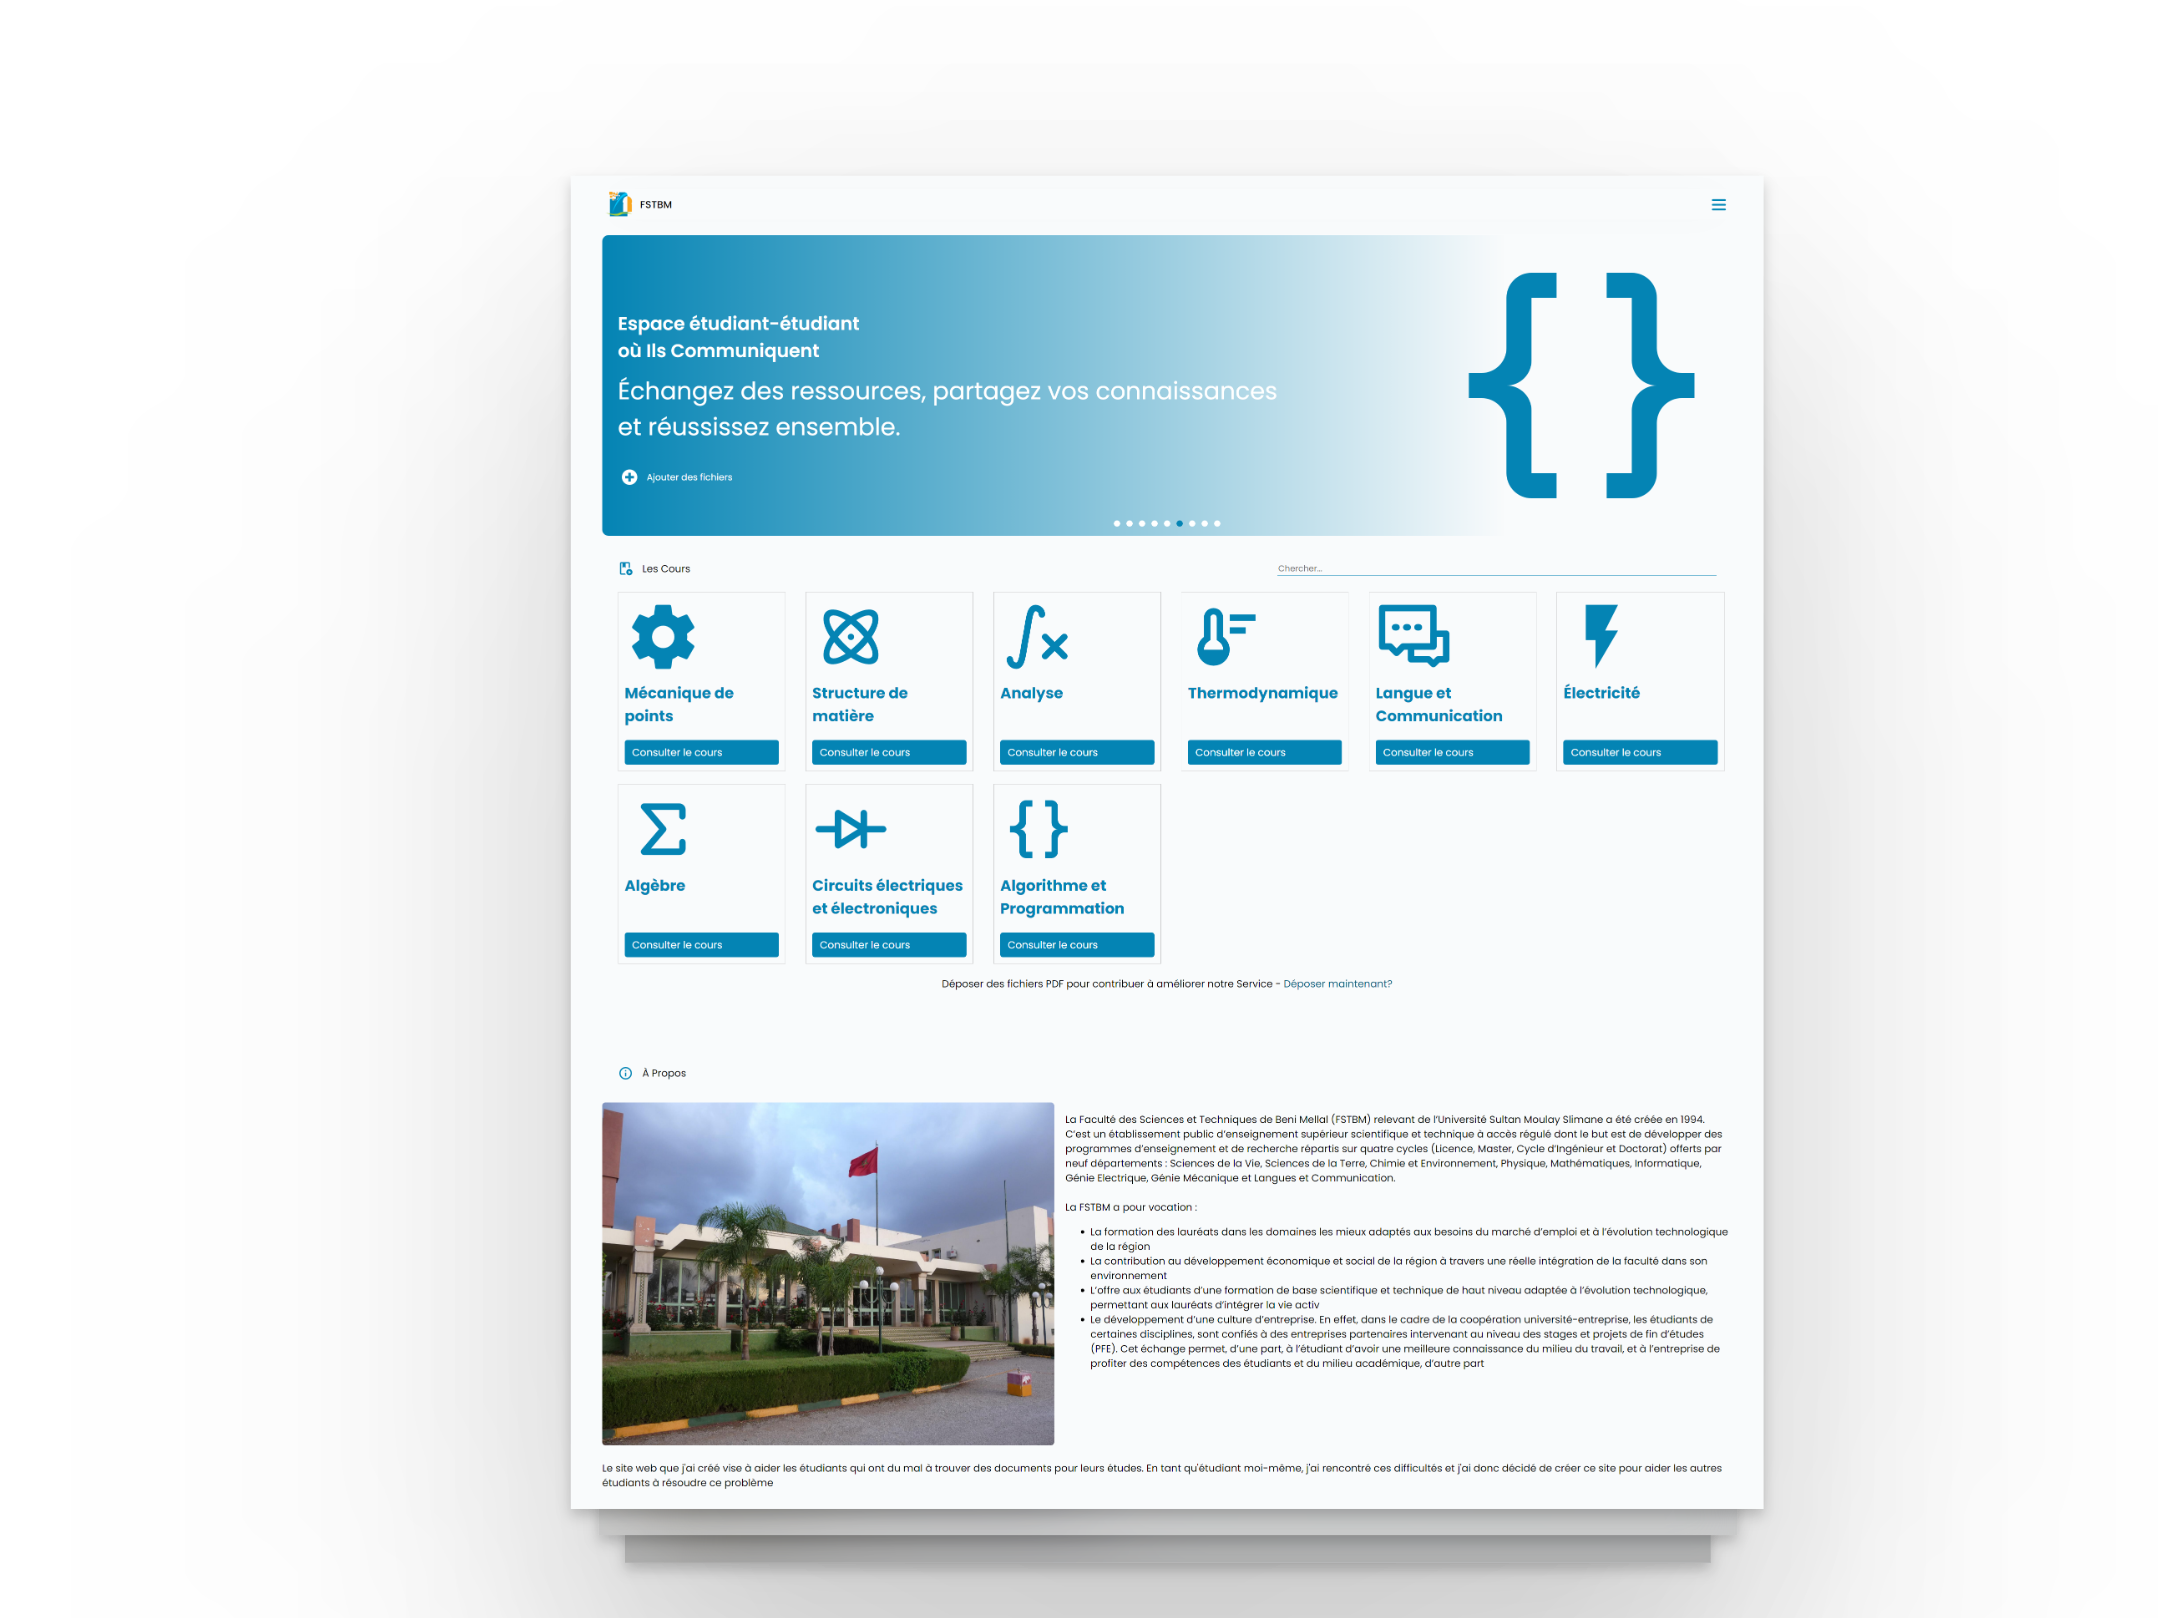 FSTBM
Espace étudiant-étudiant
où Ils Communiquent
Échangez des ressources, partagez vos connaissances
et réussissez ensemble.
Ajouter des fichiers
Les Cours
Chercher...
Mécanique de
points
Consulter le cours
Structure de
matière
Consulter le cours
Analyse
Consulter le cours
Thermodynamique
Consulter le cours
Langue et
Communication
Consulter le cours
Électricité
Consulter le cours
Algèbre
Consulter le cours
Circuits électriques
et électroniques
Consulter le cours
Algorithme et
Programmation
Consulter le cours
Déposer des fichiers PDF pour contribuer à améliorer notre Service - Déposer maintenant?
À Propos
La Faculté des Sciences et Techniques de Beni Mellal (FSTBM) relevant de l'Université Sultan Moulay Slimane a été créée en 1994.
C'est un établissement public d'enseignement supérieur scientifique et technique à accès régulé dont le but est de développer des
programmes d'enseignement et de recherche répartis sur quatre cycles (Licence, Master, Cycle d'Ingénieur et Doctorat) offerts par
neuf départements : Sciences de la Vie, Sciences de la Terre, Chimie et Environnement, Physique, Mathématiques, Informatique,
Génie Electrique, Génie Mécanique et Langues et Communication.
La FSTBM a pour vocation :
• La formation des lauréats dans les domaines les mieux adaptés aux besoins du marché d'emploi et à l'évolution technologique
de la région
• La contribution au développement économique et social de la région à travers une réelle intégration de la faculté dans son
environnement
• L'offre aux étudiants d'une formation de base scientifique et technique de haut niveau adaptée à l'évolution technologique,
permettant aux lauréats d'intégrer la vie activ
• Le développement d'une culture d'entreprise. En effet, dans le cadre de la coopération université-entreprise, les étudiants de
certaines disciplines, sont confiés à des entreprises partenaires intervenant au niveau des stages et projets de fin d'études
(PFE). Cet échange permet, d'une part, à l'étudiant d'avoir une meilleure connaissance du milieu du travail, et à l'entreprise de
profiter des compétences des étudiants et du milieu académique, d'autre part
Le site web que j'ai créé vise à aider les étudiants qui ont du mal à trouver des documents pour leurs études. En tant qu'étudiant moi-même, j'ai rencontré ces difficultés et j'ai donc décidé de créer ce site pour aider les autres
étudiants à résoudre ce problème